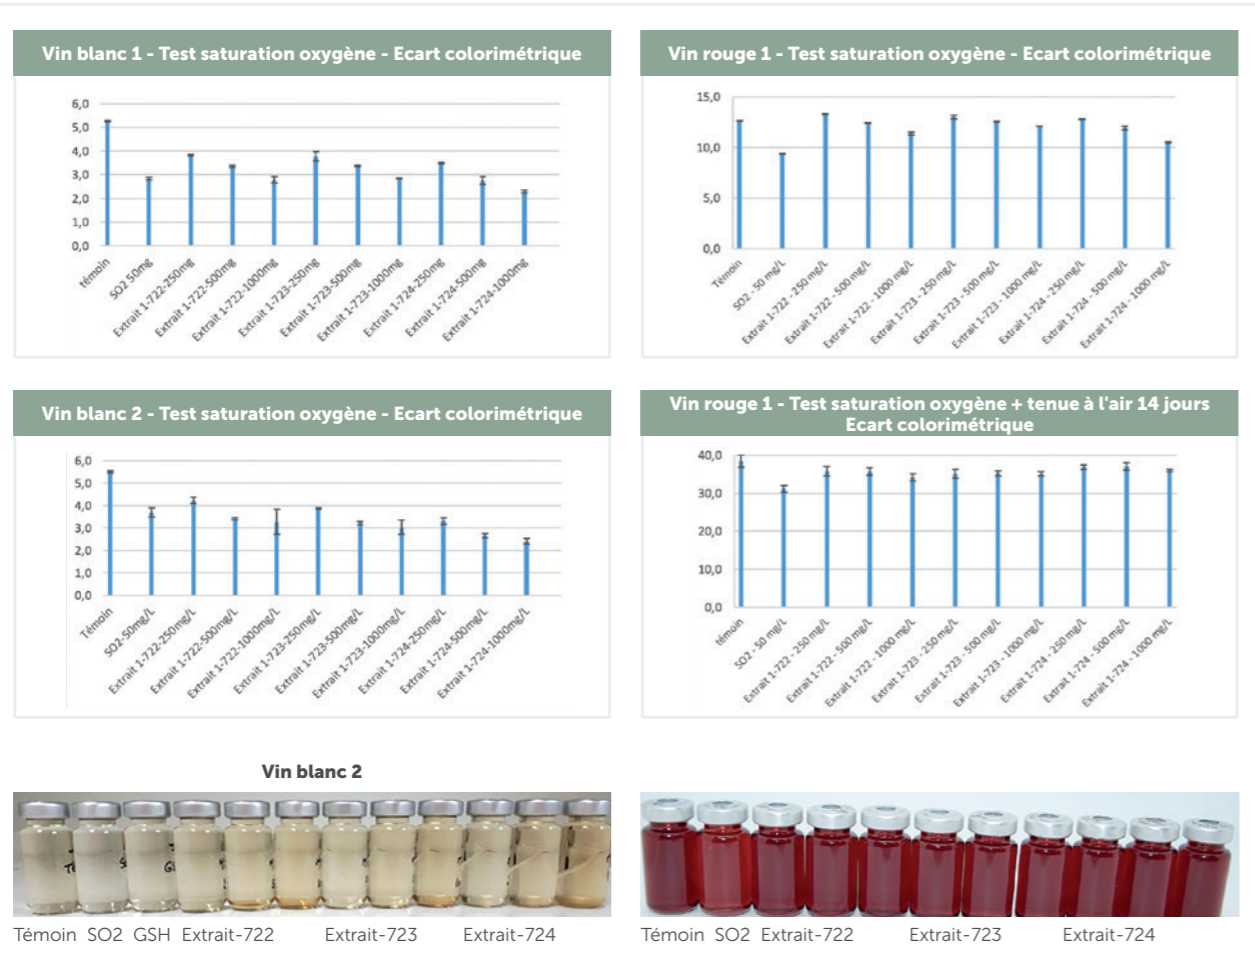 Vin blanc 1 - Test saturation oxygène - Ecart colorimétrique
6,0
5,0
4,0
3,0
2,0
1,0
0,0
témoin
SO2 50mg
Extrait 1-722-250mg
Extrait 1-722-500mg
Extrait 1-722-1000mg
Extrait 1-723-250mg
Extrait 1-723-500mg
Extrait 1-723-1000mg
Extrait 1-724-250mg
Extrait 1-724-500mg
Extrait 1-724-1000mg
Vin rouge 1 - Test saturation oxygène - Ecart colorimétrique
15,0
10,0
5,0
0,0
Témoin
SO2 - 50 mg/L
Extrait 1-722 - 250 mg/L
Extrait 1-722 - 500 mg/L
Extrait 1-722 - 1000 mg/L
Extrait 1-723 - 250 mg/L
Extrait 1-723 - 500 mg/L
Extrait 1-723 - 1000 mg/L
Extrait 1-724 - 250 mg/L
Extrait 1-724 - 500 mg/L
Extrait 1-724 - 1000 mg/L
Vin blanc 2 - Test saturation oxygène - Ecart colorimétrique
6,0
5,0
4,0
3,0
2,0
1,0
0,0
Témoin
SO2-50mg/L
Extrait 1-722-250mg/L
Extrait 1-722-500mg/L
Extrait 1-722-1000mg/L
Extrait 1-723-250mg/L
Extrait 1-723-500mg/L
Extrait 1-723-1000mg/L
Extrait 1-724-250mg/L
Extrait 1-724-500mg/L
Extrait 1-724-1000mg/L
Vin rouge 1 - Test saturation oxygène + tenue à l'air 14 jours
Ecart colorimétrique
40,0
30,0
20,0
10,0
0,0
témoin
SO2 - 50 mg/L
Extrait 1-722 - 250 mg/L
Extrait 1-722 - 500 mg/L
Extrait 1-722 - 1000 mg/L
Extrait 1-723 - 250 mg/L
Extrait 1-723 - 500 mg/L
Extrait 1-723 - 1000 mg/L
Extrait 1-724 - 250 mg/L
Extrait 1-724 - 500 mg/L
Extrait 1-724 - 1000 mg/L
Vin blanc 2
Témoin SO2 GSH Extrait-722 Extrait-723 Extrait-724
Témoin SO2 Extrait-722 Extrait-723 Extrait-724